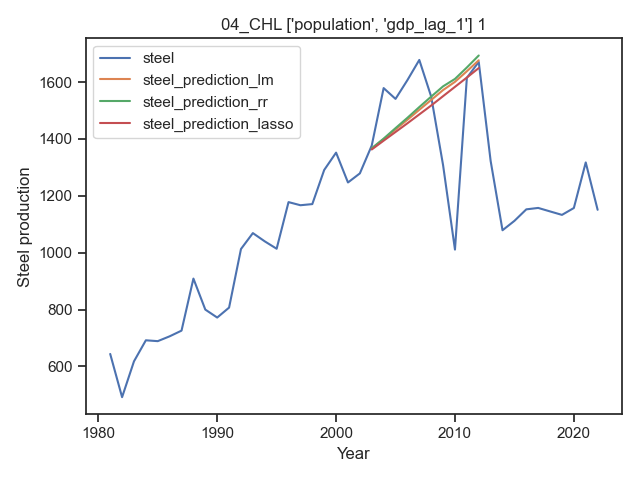 04_CHL ['population', 'gdp_lag_1'] 1
steel
steel_prediction_lm
steel_prediction_rr
steel_prediction_lasso
1600
1400
1200
1000
800
600
Steel production
1980
1990
2000
2010
2020
Year